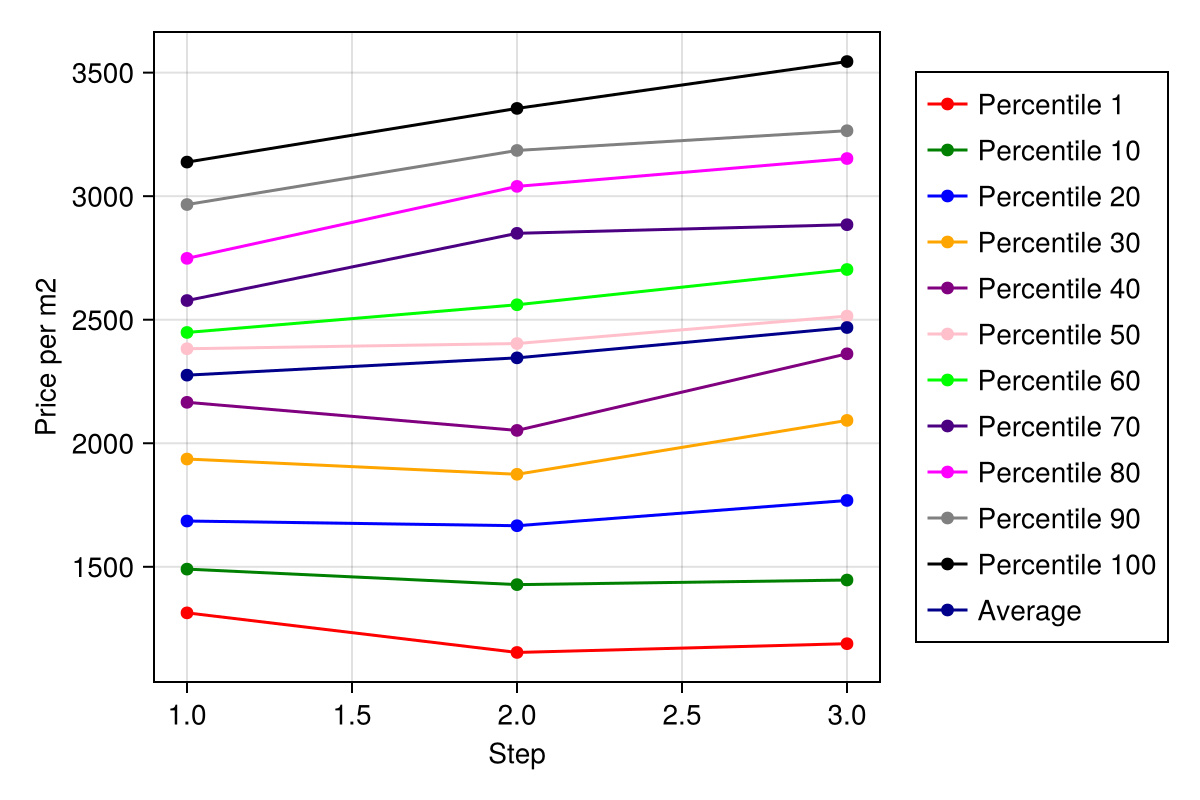 3500
3000
2500
2000
1500
Price per m2
1.0 1.5 2.0 2.5 3.0
Step
Percentile 1
Percentile 10
Percentile 20
Percentile 30
Percentile 40
Percentile 50
Percentile 60
Percentile 70
Percentile 80
Percentile 90
Percentile 100
Average